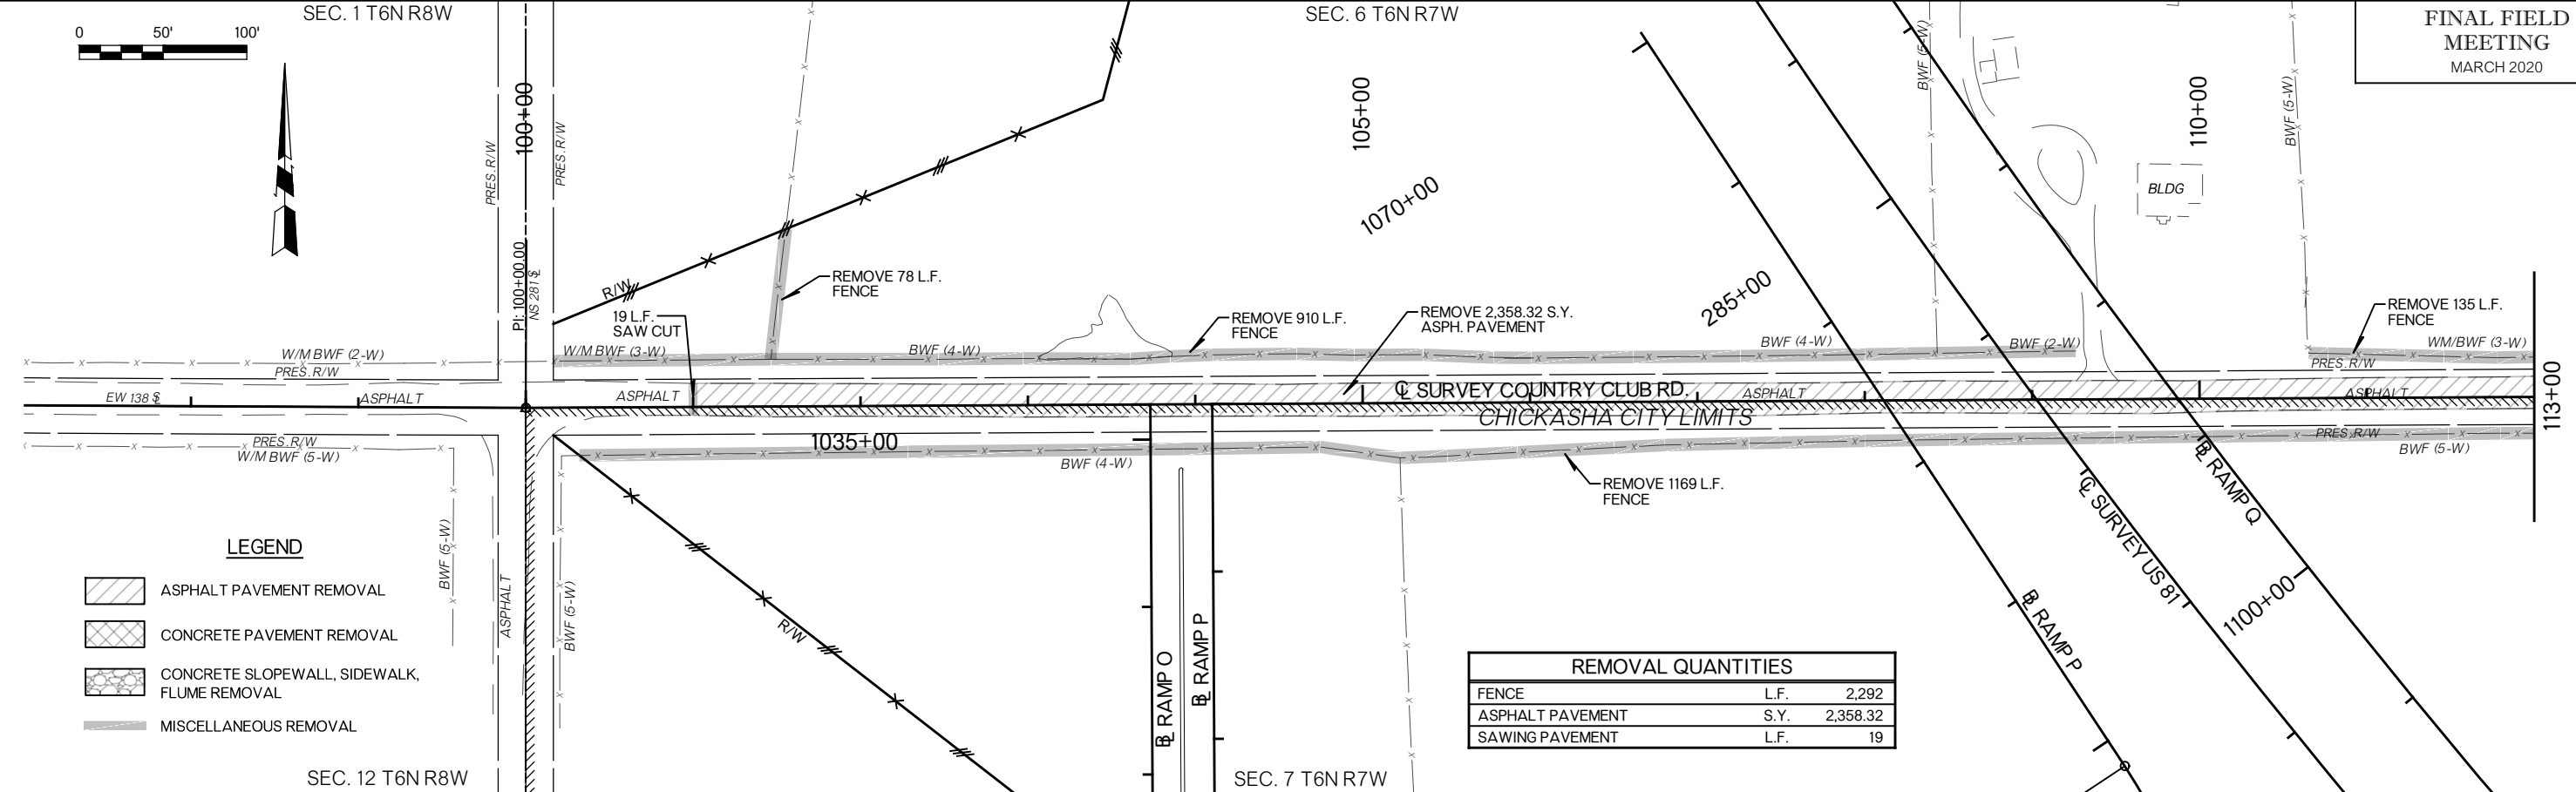 SEC. 1 T6N R8W
SEC. 6 T6N R7W
FINAL FIELD
MEETING
MARCH 2020
0 50' 100'
100+00
105+00
110+00
PRES. R/W
PRES. R/W
BWF (5-W)
BWF (5-W)
BLDG
1070+00
285+00
PI: 100+00.00
NS 281 ℄
R/W
REMOVE 78 L.F.
FENCE
19 L.F.
SAW CUT
REMOVE 910 L.F.
FENCE
REMOVE 2,358.32 S.Y.
ASPH. PAVEMENT
REMOVE 135 L.F.
FENCE
W/M BWF (2-W)
W/M BWF (3-W)
BWF (4-W)
BWF (4-W)
BWF (2-W)
WM/BWF (3-W)
PRES. R/W
PRES. R/W
EW 138 ℄
ASPHALT
ASPHALT
℄ SURVEY COUNTRY CLUB RD.
ASPHALT
ASPHALT
CHICKASHA CITY LIMITS
113+00
PRES. R/W
W/M BWF (5-W)
1035+00
BWF (4-W)
PRES. R/W
BWF (5-W)
REMOVE 1169 L.F.
FENCE
BWF (5-W)
ASPHALT
BWF (5-W)
R/W
BL RAMP O
BL RAMP P
BL RAMP P
℄ SURVEY US 81
BL RAMP Q
1100+00
LEGEND
ASPHALT PAVEMENT REMOVAL
CONCRETE PAVEMENT REMOVAL
CONCRETE SLOPEWALL, SIDEWALK,
FLUME REMOVAL
MISCELLANEOUS REMOVAL
REMOVAL QUANTITIES
FENCE L.F. 2,292
ASPHALT PAVEMENT S.Y. 2,358.32
SAWING PAVEMENT L.F. 19
SEC. 12 T6N R8W
SEC. 7 T6N R7W